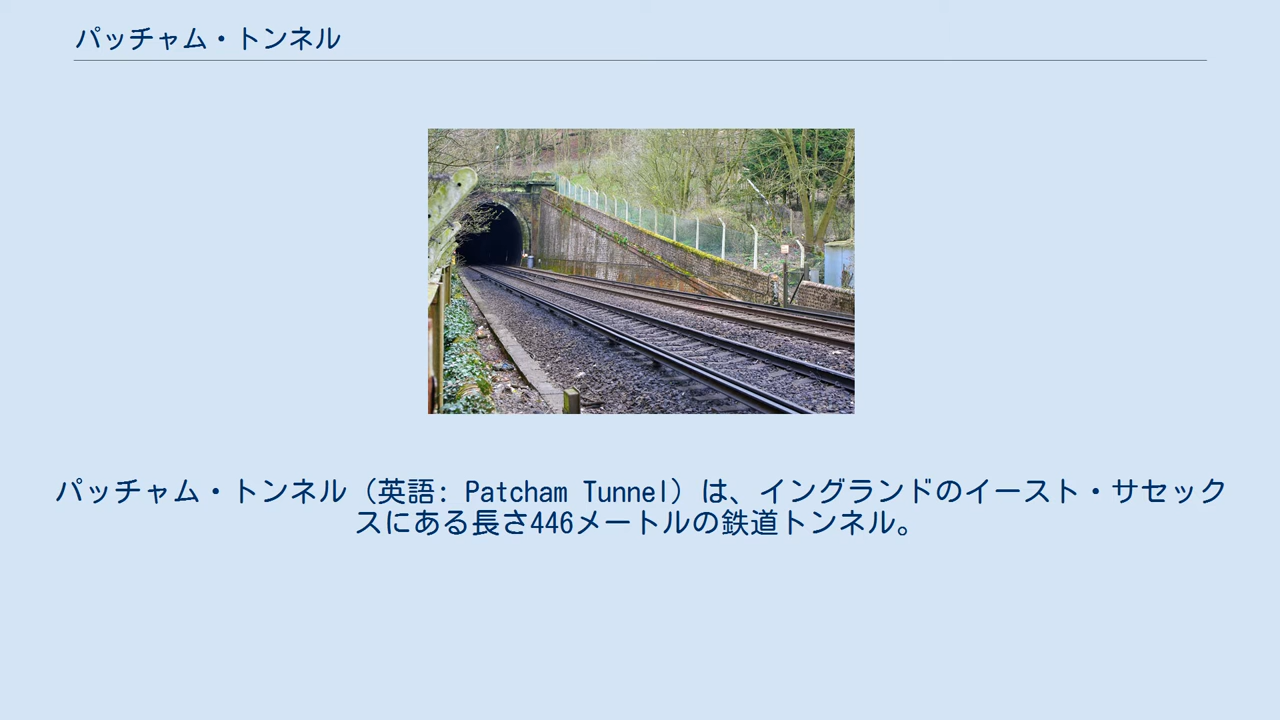 パッチャム・トンネル
パッチャム・トンネル（英語: Patcham Tunnel）は、イングランドのイースト・サセック
スにある長さ446メートルの鉄道トンネル。